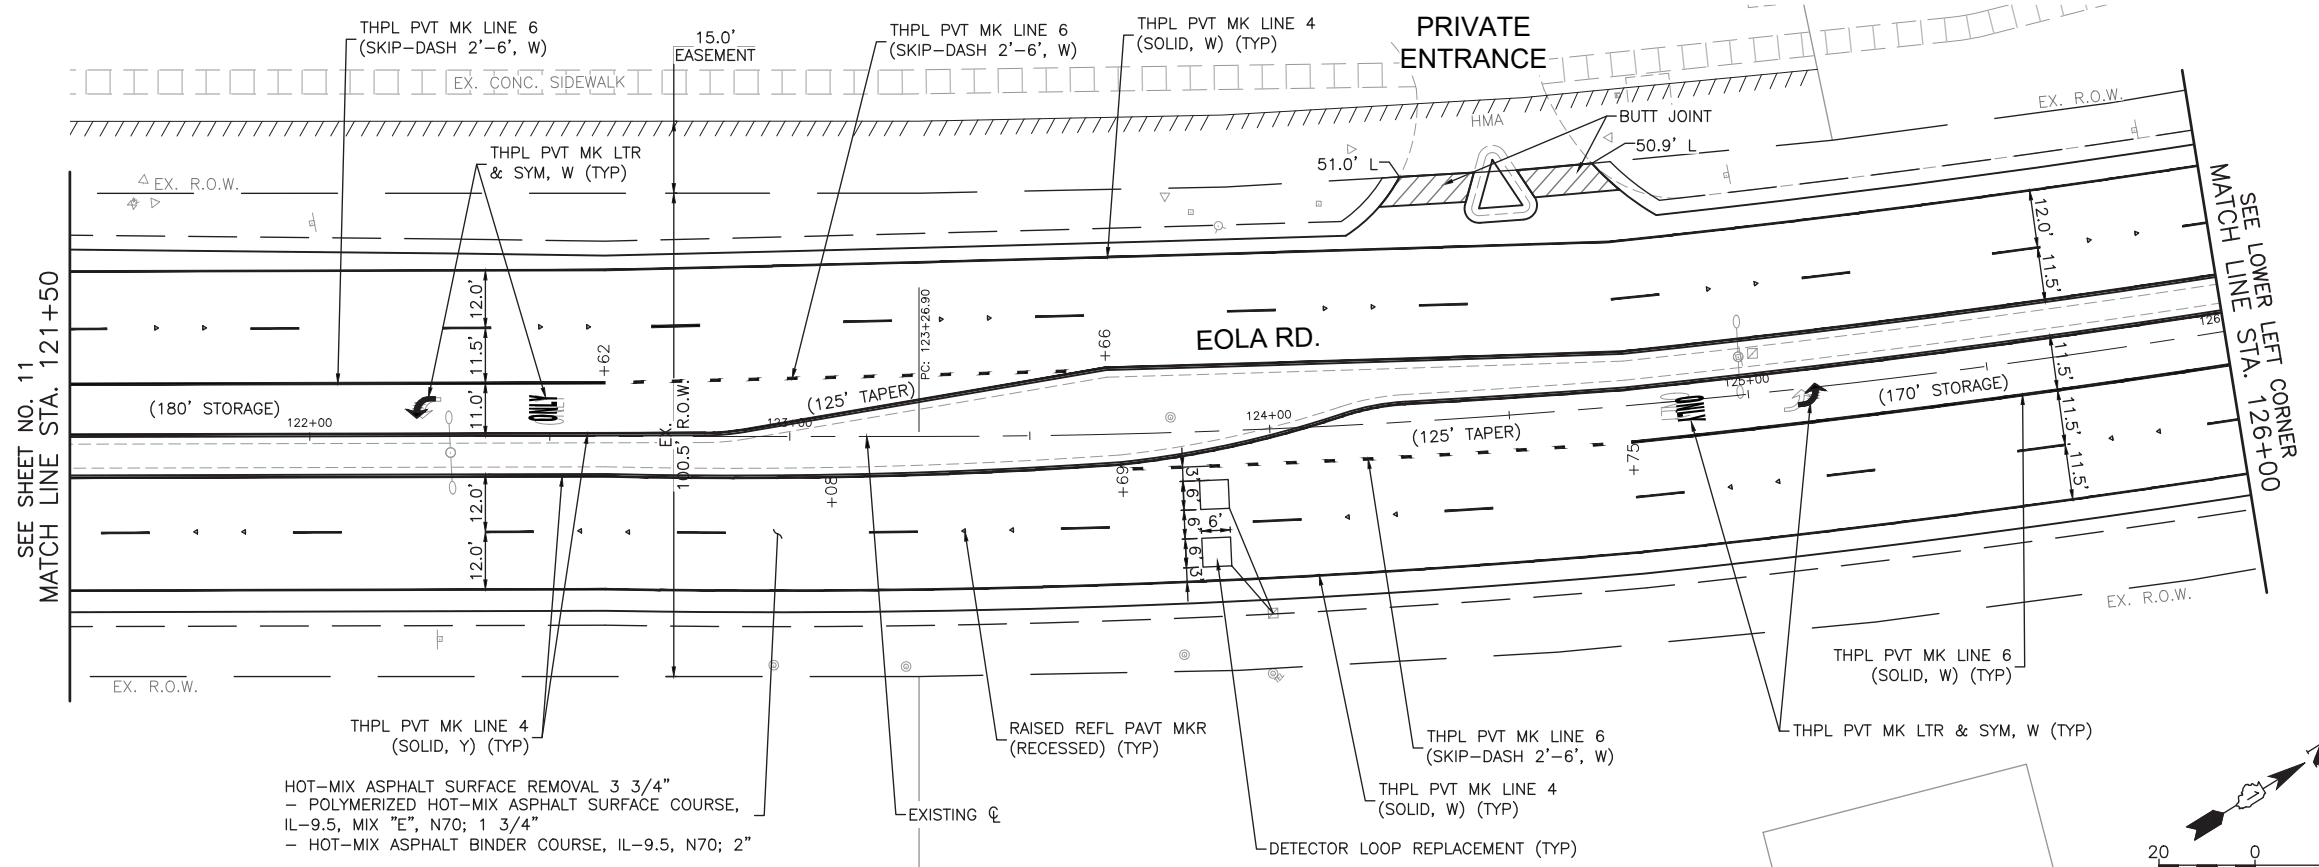 THPL PVT MK LINE 6
(SKIP-DASH 2'-6', W)
15.0'
EASEMENT
THPL PVT MK LINE 6
(SKIP-DASH 2'-6', W)
THPL PVT MK LINE 4
(SOLID, W) (TYP)
PRIVATE
ENTRANCE
EX. CONC. SIDEWALK
EX. R.O.W.
HMA
BUTT JOINT
THPL PVT MK LTR
& SYM, W (TYP)
51.0' L
50.9' L
EX. R.O.W.
SEE SHEET NO. 11
MATCH LINE STA. 121+50
SEE LOWER LEFT CORNER
MATCH LINE STA. 126+00
12.0'
11.5'
11.0'
12.0'
12.0'
+62
PC: 123+26.90
+66
EOLA RD.
12.0'
11.5'
126
(180' STORAGE)
ONLY
122+00
123+00
(125' TAPER)
EX.
100.5' R.O.W.
124+00
(125' TAPER)
125+00
ONLY
(170' STORAGE)
11.5'
11.5'
11.5'
+08
+69
+75
3'
6'
6'
6'
6'
3'
EX. R.O.W.
EX. R.O.W.
THPL PVT MK LINE 6
(SOLID, W) (TYP)
THPL PVT MK LINE 4
(SOLID, Y) (TYP)
RAISED REFL PAVT MKR
(RECESSED) (TYP)
THPL PVT MK LINE 6
(SKIP-DASH 2'-6', W)
THPL PVT MK LTR & SYM, W (TYP)
HOT-MIX ASPHALT SURFACE REMOVAL 3 3/4"
- POLYMERIZED HOT-MIX ASPHALT SURFACE COURSE,
IL-9.5, MIX "E", N70; 1 3/4"
- HOT-MIX ASPHALT BINDER COURSE, IL-9.5, N70; 2"
EXISTING ℄
THPL PVT MK LINE 4
(SOLID, W) (TYP)
DETECTOR LOOP REPLACEMENT (TYP)
20
0